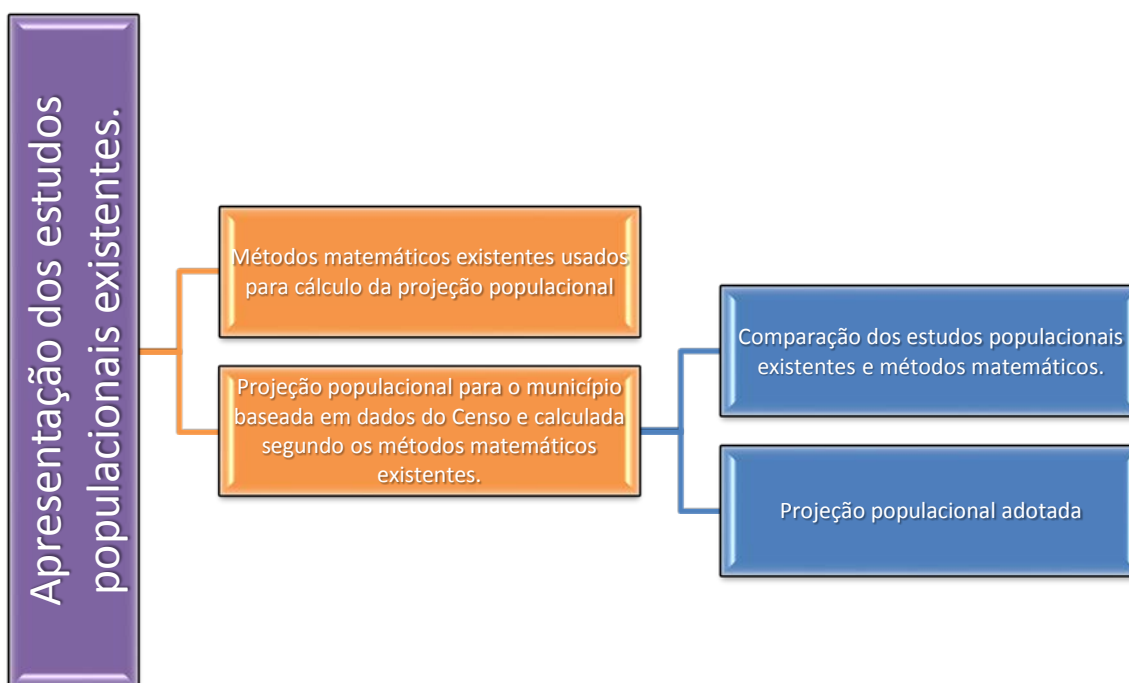 Apresentação dos estudos
populacionais existentes.
Métodos matemáticos existentes usados
para cálculo da projeção populacional
Projeção populacional para o município
baseada em dados do Censo e calculada
segundo os métodos matemáticos
existentes.
Comparação dos estudos populacionais
existentes e métodos matemáticos.
Projeção populacional adotada